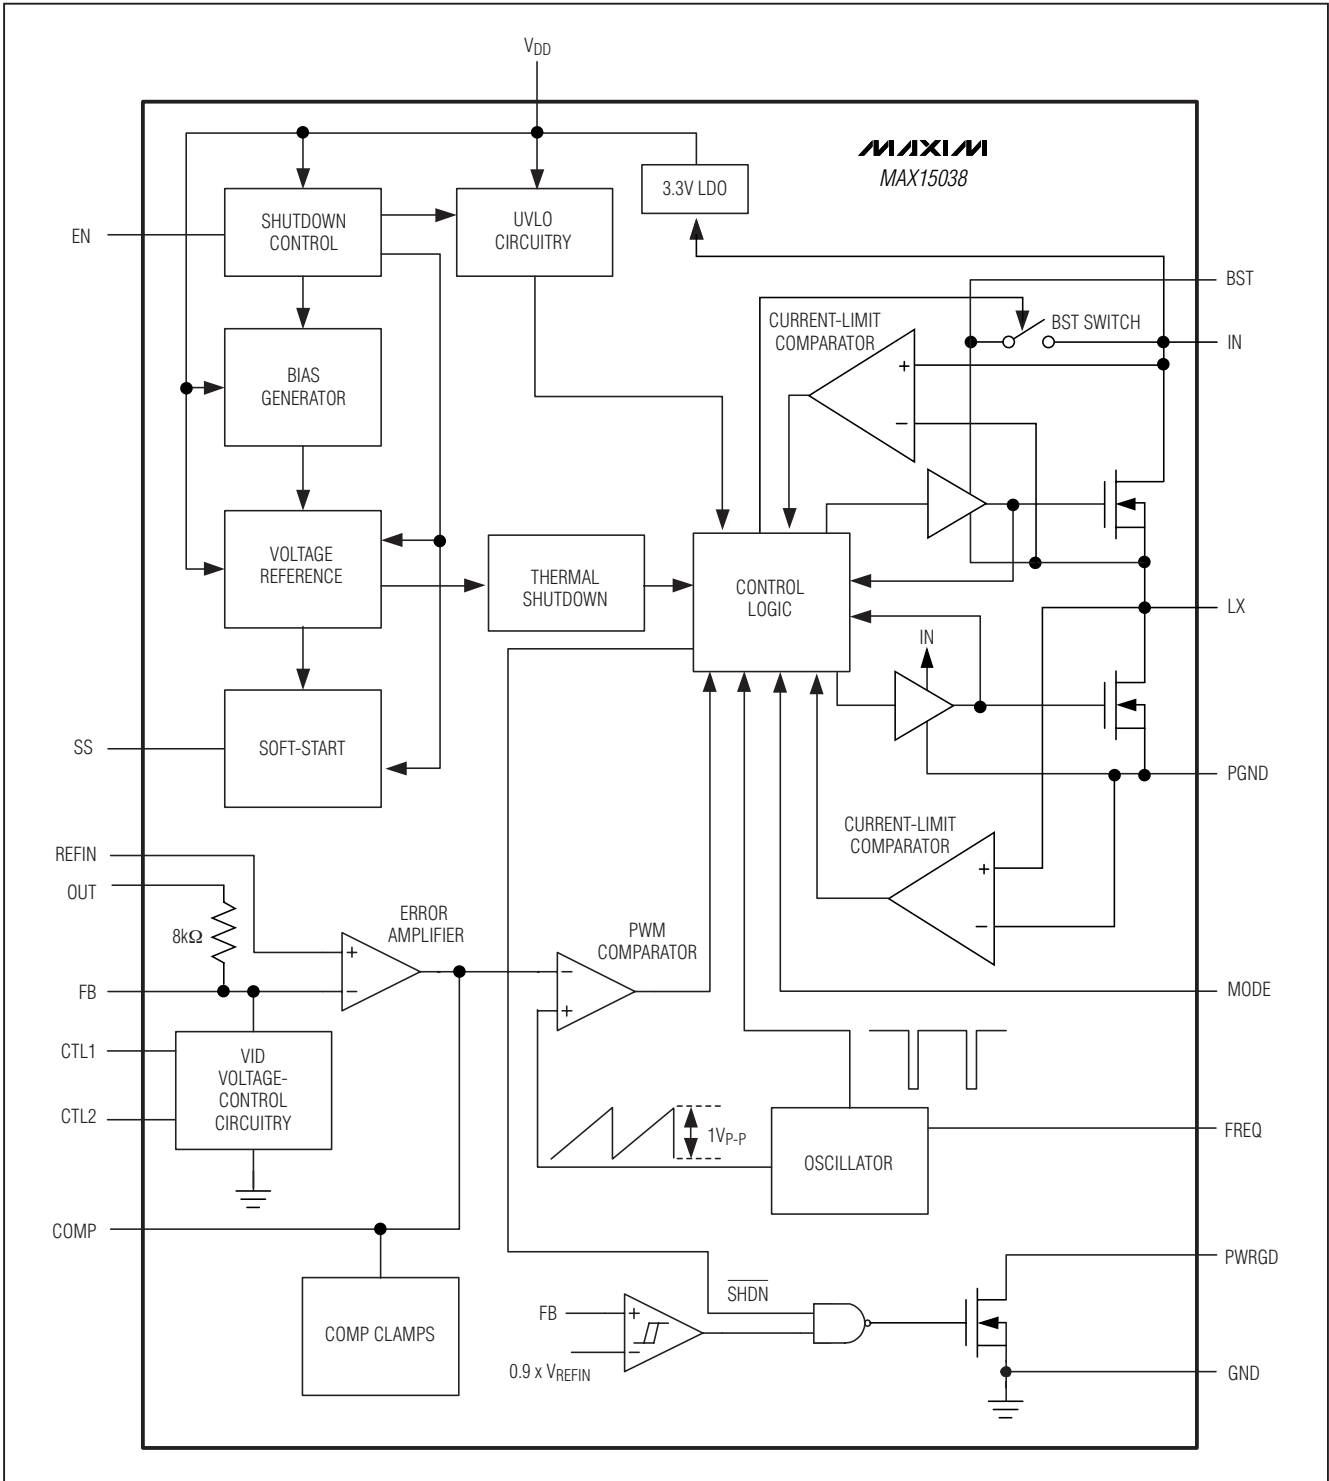 VDD
MAXIM
MAX15038
3.3V LDO
SHUTDOWN
CONTROL
UVLO
CIRCUITRY
EN
BST
CURRENT-LIMIT
COMPARATOR
BST SWITCH
IN
+
−
BIAS
GENERATOR
VOLTAGE
REFERENCE
THERMAL
SHUTDOWN
CONTROL
LOGIC
LX
IN
SS
SOFT-START
PGND
CURRENT-LIMIT
COMPARATOR
+
−
REFIN
OUT
8kΩ
ERROR
AMPLIFIER
+
−
PWM
COMPARATOR
−
+
FB
MODE
CTL1
CTL2
VID
VOLTAGE-
CONTROL
CIRCUITRY
1VP-P
OSCILLATOR
FREQ
COMP
COMP CLAMPS
PWRGD
SHDN
FB
+
−
0.9 x VREFIN
GND